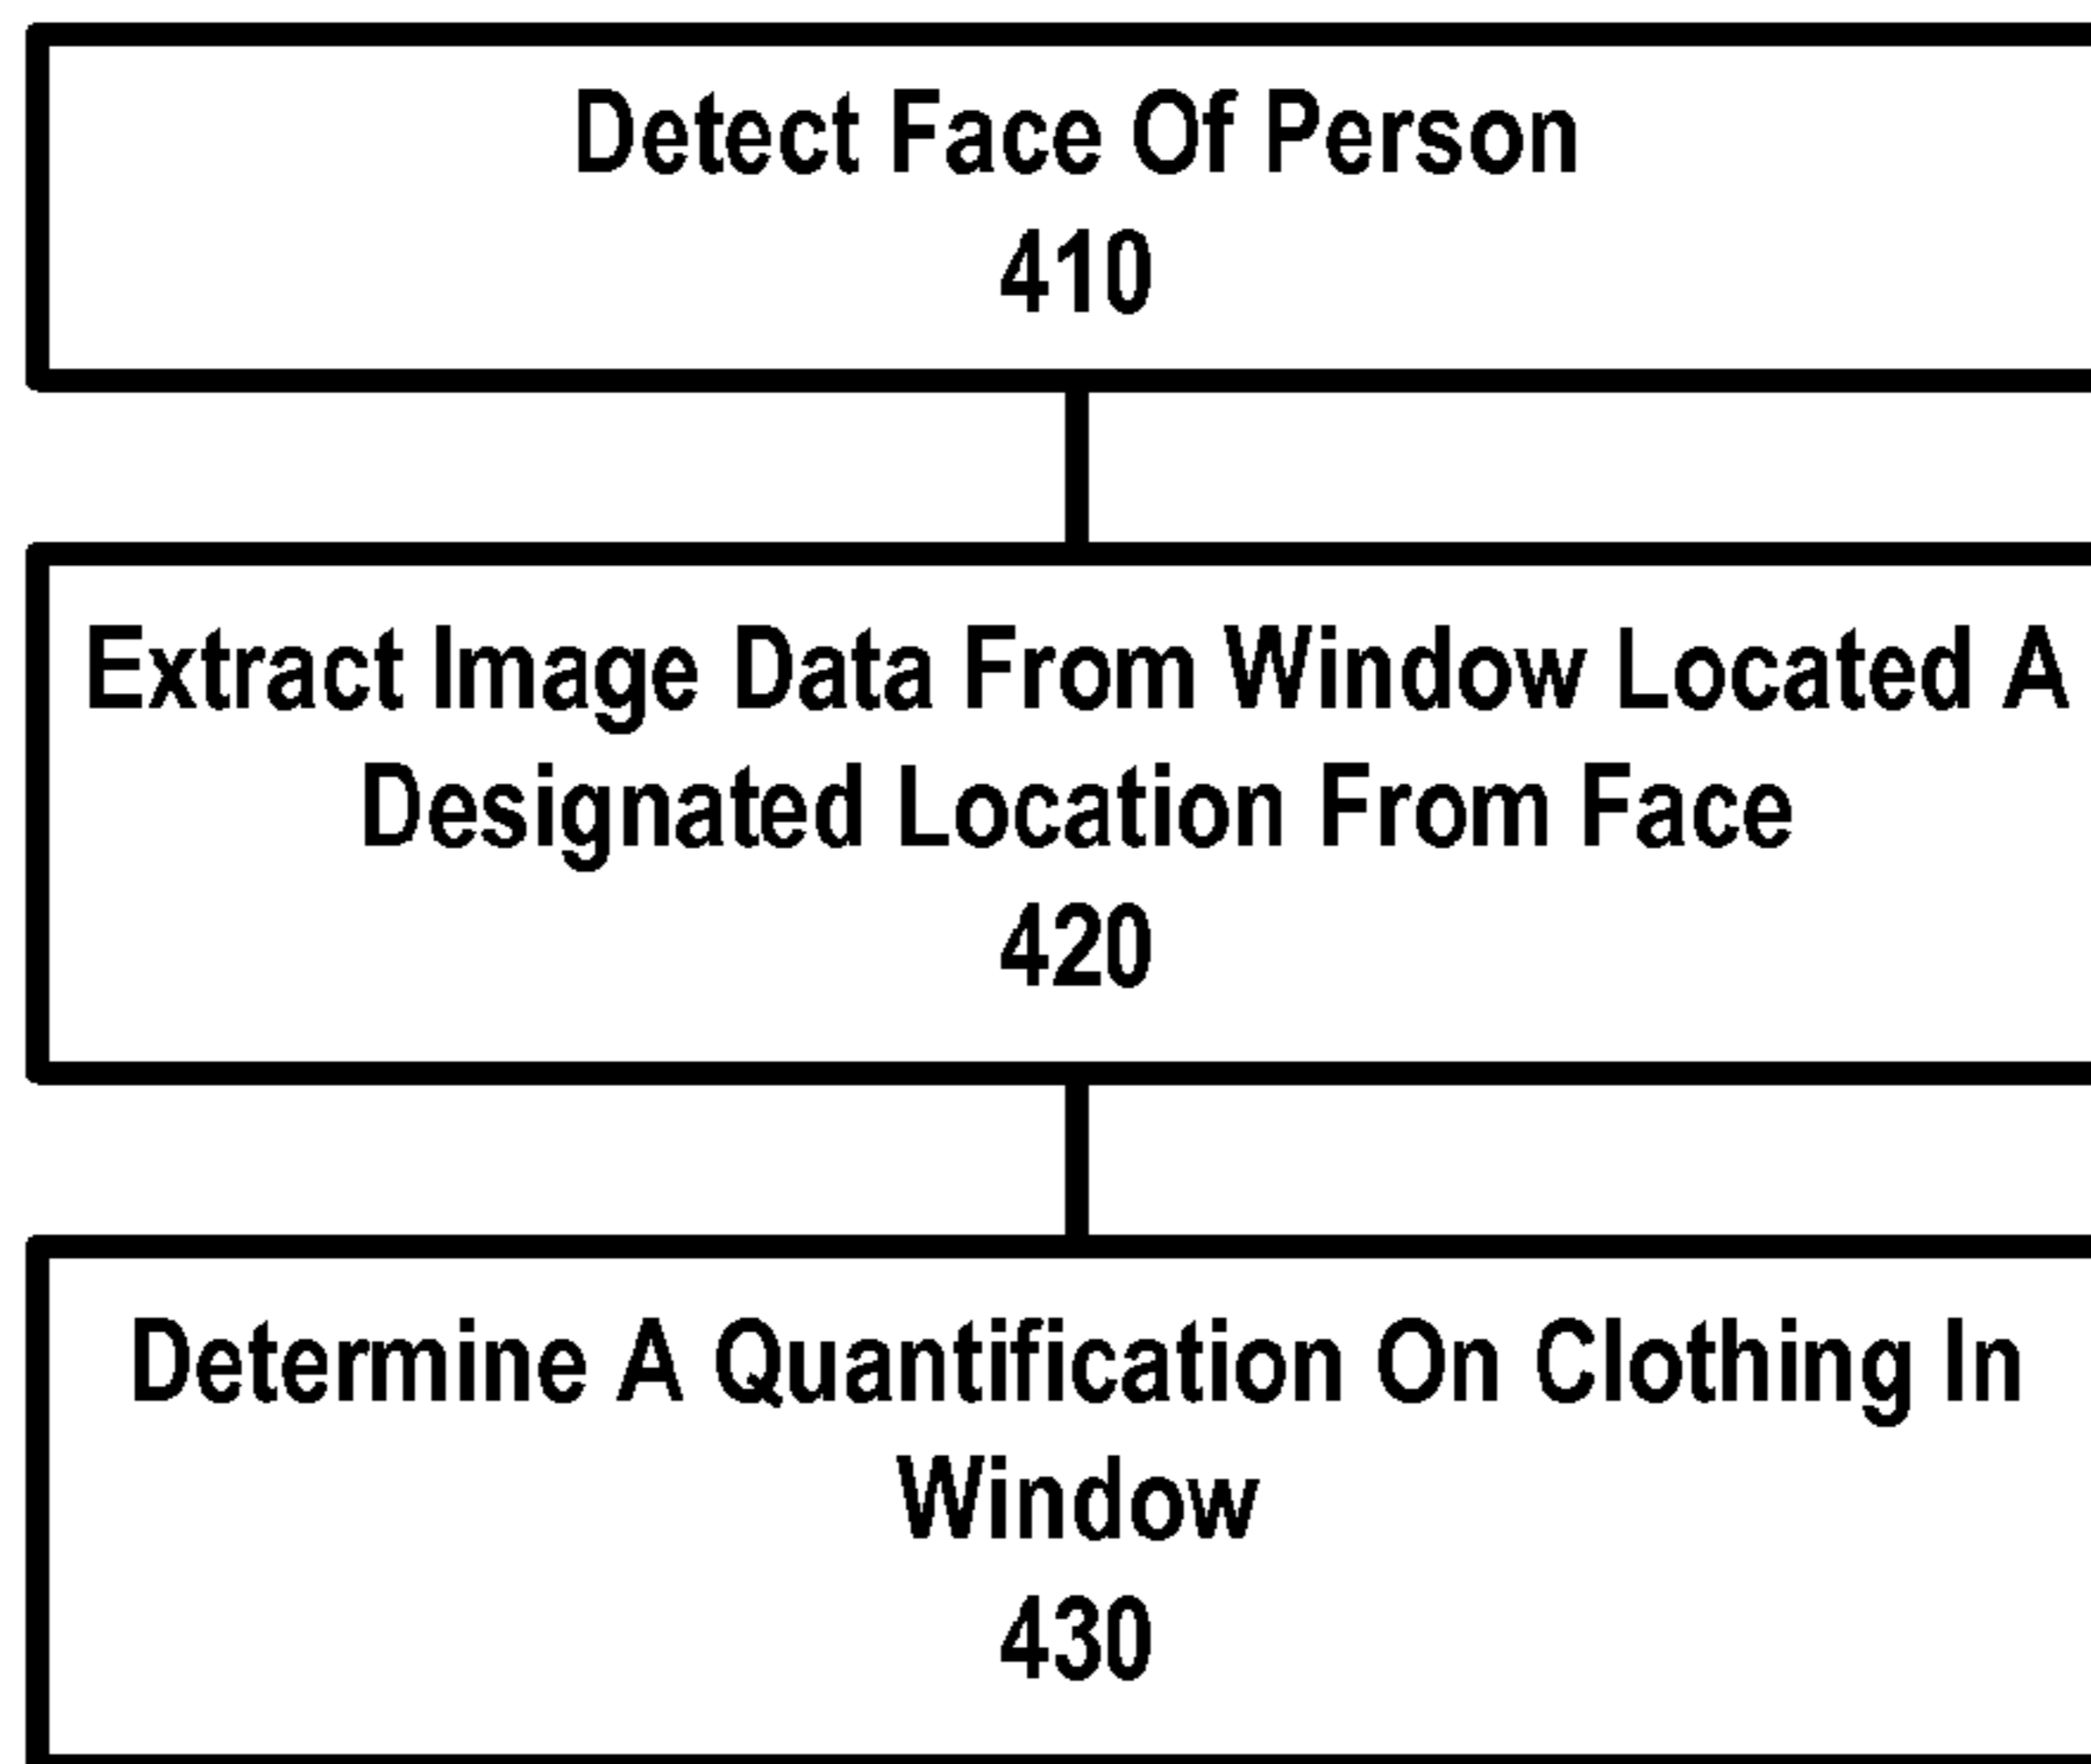 Detect Face Of Person
410
Extract Image Data From Window Located A
Designated Location From Face
420
Determine A Quantification On Clothing In
Window
430